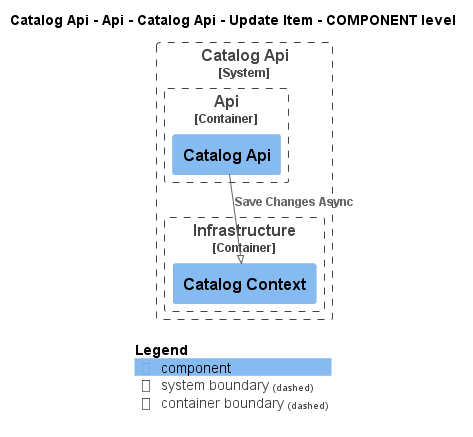 Catalog Api - Api - Catalog Api - Update Item - COMPONENT level
Catalog Api
[System]
Api
[Container]
Catalog Api
Save Changes Async
Infrastructure
[Container]
Catalog Context
Legend
component
system boundary (dashed)
container boundary (dashed)